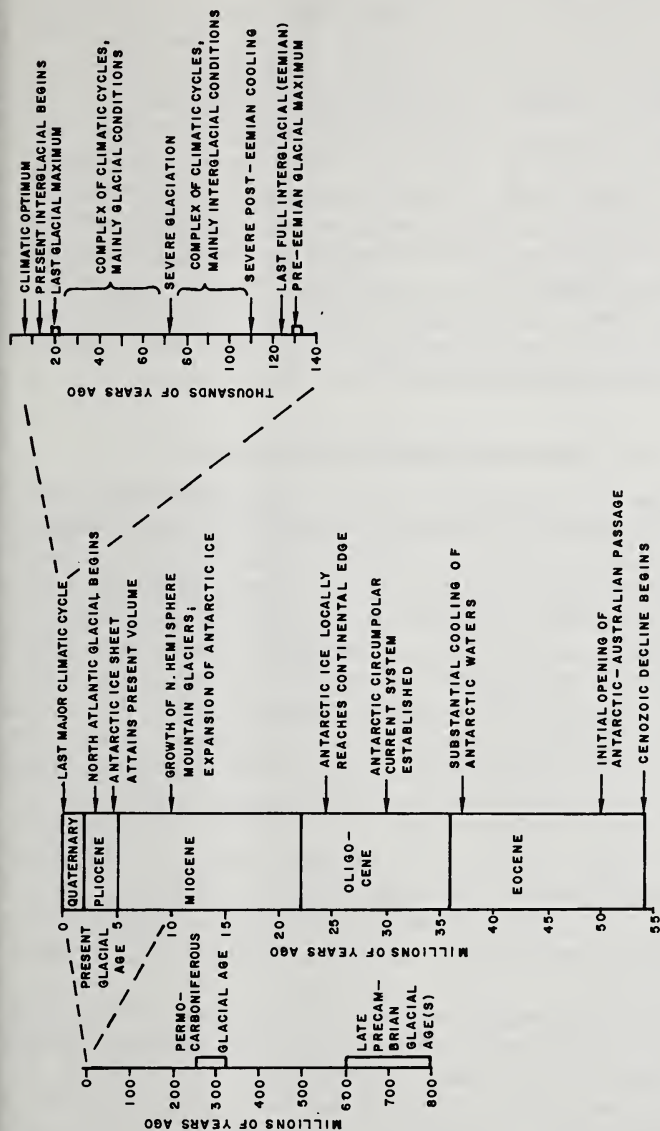 MILLIONS OF YEARS AGO
0
100
200
300
400
500
600
700
800
PRESENT
GLACIAL
AGE
PERMO-
CARBONIFEROUS
GLACIAL AGE
LATE
PRECAM-
BRIAN
GLACIAL
AGE(S)
MILLIONS OF YEARS AGO
0
5
10
15
20
25
30
35
40
45
50
55
QUATERNARY
PLIOCENE
MIOCENE
OLIGO-
CENE
EOCENE
LAST MAJOR CLIMATIC CYCLE
NORTH ATLANTIC GLACIAL BEGINS
ANTARCTIC ICE SHEET
ATTAINS PRESENT VOLUME
GROWTH OF N. HEMISPHERE
MOUNTAIN GLACIERS;
EXPANSION OF ANTARCTIC ICE
ANTARCTIC ICE LOCALLY
REACHES CONTINENTAL EDGE
ANTARCTIC CIRCUMPOLAR
CURRENT SYSTEM
ESTABLISHED
SUBSTANTIAL COOLING OF
ANTARCTIC WATERS
INITIAL OPENING OF
ANTARCTIC-AUSTRALIAN PASSAGE
CENOZOIC DECLINE BEGINS
THOUSANDS OF YEARS AGO
20
40
60
80
100
120
140
CLIMATIC OPTIMUM
PRESENT INTERGLACIAL BEGINS
LAST GLACIAL MAXIMUM
COMPLEX OF CLIMATIC CYCLES,
MAINLY GLACIAL CONDITIONS
SEVERE GLACIATION
COMPLEX OF CLIMATIC CYCLES,
MAINLY INTERGLACIAL CONDITIONS
SEVERE POST-EEMIAN COOLING
LAST FULL INTERGLACIAL (EEMIAN)
PRE-EEMIAN GLACIAL MAXIMUM